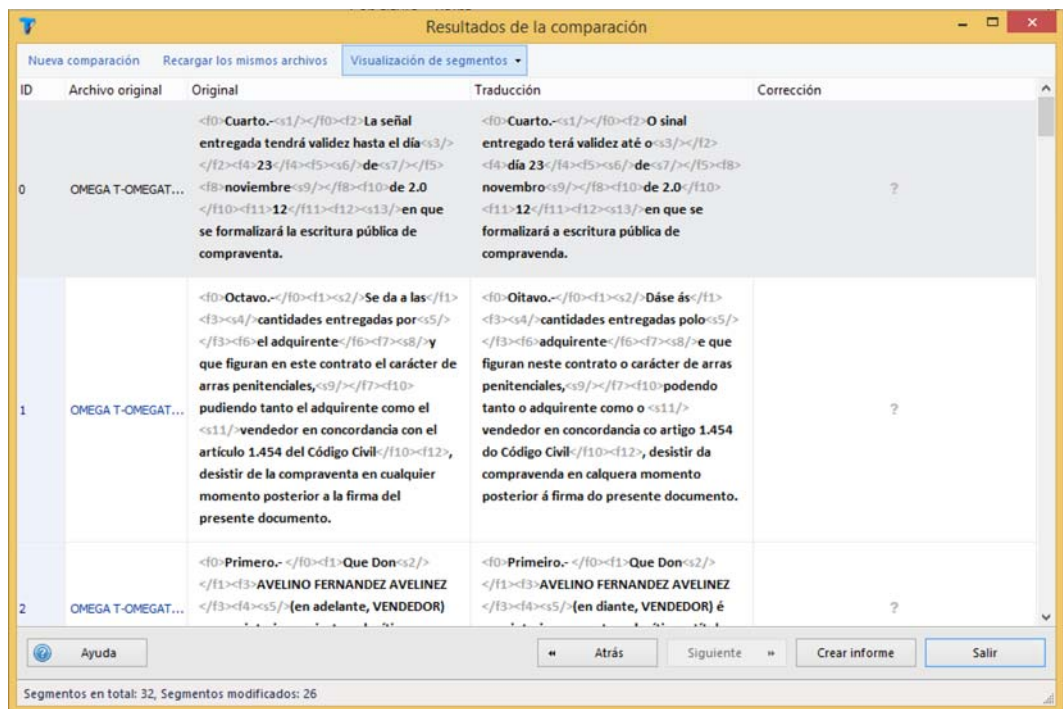 Resultados de la comparación
Nueva comparación Recargar los mismos archivos Visualización de segmentos
ID Archivo original Original Traducción Corrección
0
OMEGA T-OMEGAT...
<f0>Cuarto.-<s1/></f0><f2>La señal
entregada tendrá validez hasta el día<s3/>
</f2><f4>23</f4><f5><s6/>de<s7/></f5>
<f8>noviembre<s9/></f8><f10>de 2.0
</f10><f11>12</f11><f12><s13/>en que
se formalizará la escritura pública de
compraventa.
<f0>Cuarto.-<s1/></f0><f2>O sinal
entregado terá validez até o<s3/></f2>
<f4>día 23</f4><f5><s6/>de<s7/></f5><f8>
novembro<s9/></f8><f10>de 2.0</f10>
<f11>12</f11><f12><s13/>en que se
formalizará a escritura pública de
compravenda.
?
1
OMEGA T-OMEGAT...
<f0>Octavo.-</f0><f1><s2/>Se da a las</f1>
<f3><s4/>cantidades entregadas por<s5/>
</f3><f6>el adquirente</f6><f7><s8/>y
que figuran en este contrato el carácter de
arras penitenciales,<s9/></f7><f10>
pudiendo tanto el adquirente como el
<s11/>vendedor en concordancia con el
artículo 1.454 del Código Civil</f10><f12>,
desistir de la compraventa en cualquier
momento posterior a la firma del
presente documento.
<f0>Oitavo.-</f0><f1><s2/>Dáse ás</f1>
<f3><s4/>cantidades entregadas polo<s5/>
</f3><f6>adquirente</f6><f7><s8/>e que
figuran neste contrato o carácter de arras
penitenciales,<s9/></f7><f10>podendo
tanto o adquirente como o <s11/>
vendedor en concordancia co artigo 1.454
do Código Civil</f10><f12>, desistir da
compravenda en calquera momento
posterior á firma do presente documento.
?
2
OMEGA T-OMEGAT...
<f0>Primero.- </f0><f1>Que Don<s2/>
</f1><f3>AVELINO FERNANDEZ AVELINEZ
</f3><f4><s5/>(en adelante, VENDEDOR)
<f0>Primeiro.- </f0><f1>Que Don<s2/>
</f1><f3>AVELINO FERNANDEZ AVELINEZ
</f3><f4><s5/>(en diante, VENDEDOR) é
?
Ayuda Atrás Siguiente Crear informe Salir
Segmentos en total: 32, Segmentos modificados: 26